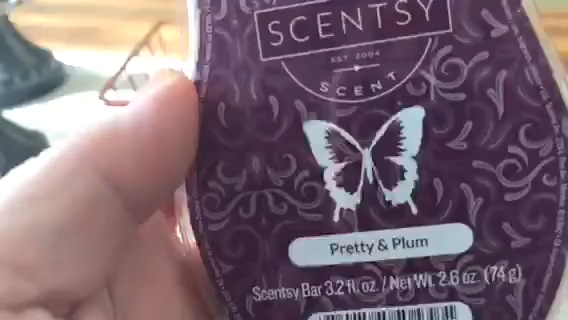 SCENTSY
EST. 2004
SCENT
Pretty & Plum
Scentsy Bar 3.2 fl. oz. / Net Wt. 2.6 oz. (74 g)